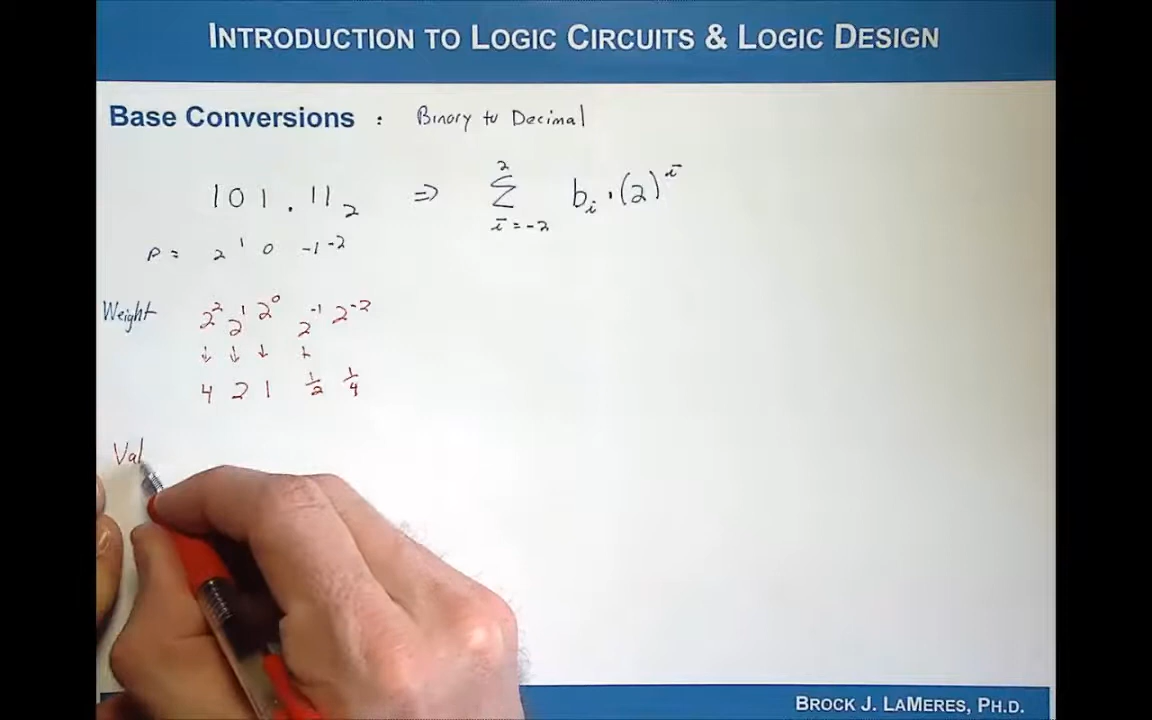 INTRODUCTION TO LOGIC CIRCUITS & LOGIC DESIGN
Base Conversions : Binary to Decimal
101.11₂ ⇒ ∑ i=-2 2 bᵢ·(2)ⁱ
P = 2 1 0 -1 -2
Weight 2² 2¹ 2⁰ 2⁻¹ 2⁻²
↓ ↓ ↓ ↓
4 2 1 1/2 1/4
Val
BROCK J. LAMERES, PH.D.